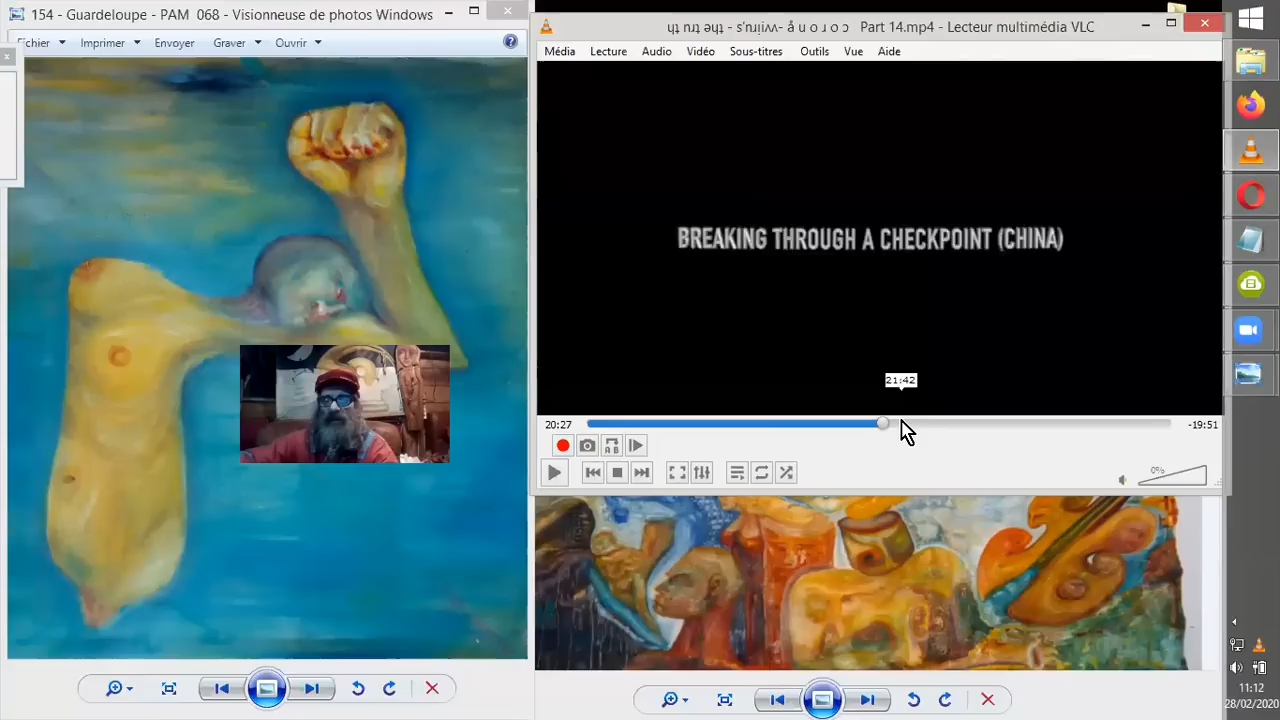 154 - Guadeloupe - PAM 068 - Visionneuse de photos Windows
Fichier Imprimer Envoyer Graver Ouvrir
Part 14.mp4 - Lecteur multimédia VLC
Média Lecture Audio Vidéo Sous-titres Outils Vue Aide
BREAKING THROUGH A CHECKPOINT (CHINA)
21:42
20:27
-19:51
0%
11:12
28/02/2020